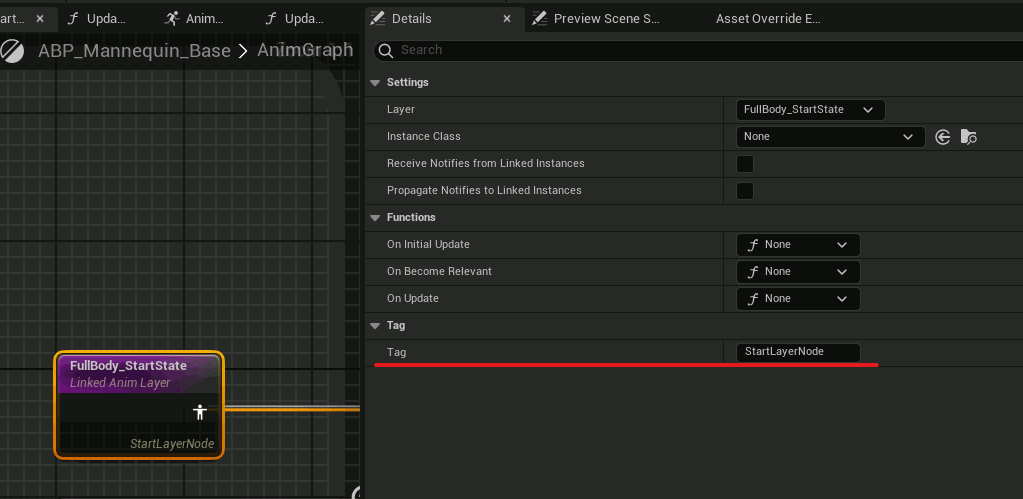 art...
Upda...
Anim...
Upda...
Details
Preview Scene S...
Asset Override E...
ABP_Mannequin_Base > AnimGraph
Search
Settings
Layer
FullBody_StartState
Instance Class
None
Receive Notifies from Linked Instances
Propagate Notifies to Linked Instances
Functions
On Initial Update
None
On Become Relevant
None
On Update
None
Tag
Tag
StartLayerNode
FullBody_StartState
Linked Anim Layer
StartLayerNode